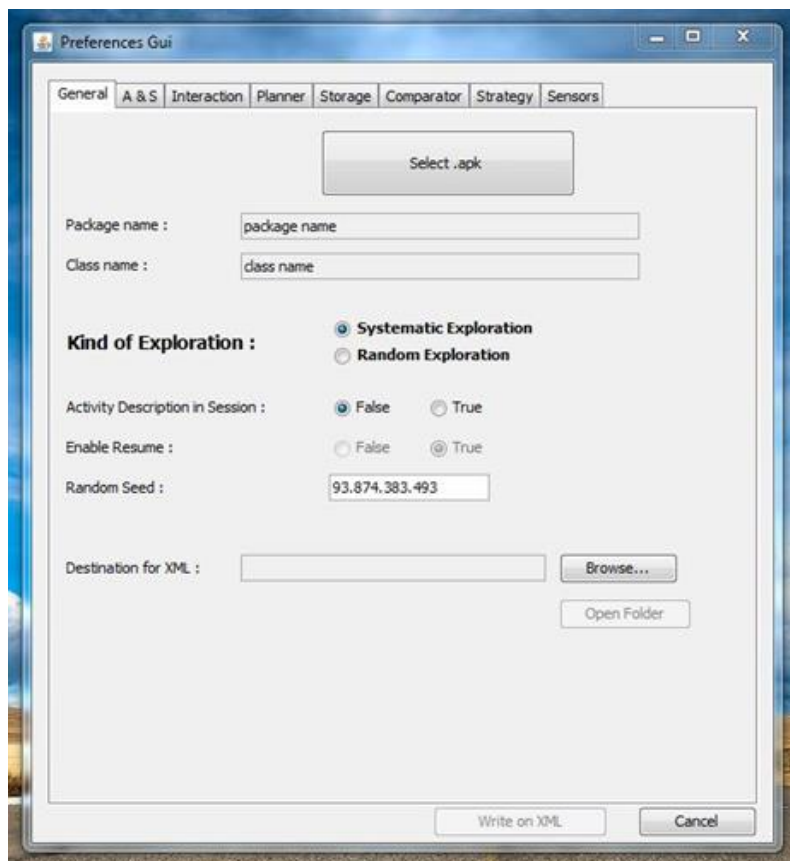 Preferences Gui
General A & S Interaction Planner Storage Comparator Strategy Sensors
Select .apk
Package name : package name
Class name : class name
Kind of Exploration :
Systematic Exploration
Random Exploration
Activity Description in Session : False True
Enable Resume : False True
Random Seed : 93.874.383.493
Destination for XML : Browse...
Open Folder
Write on XML Cancel